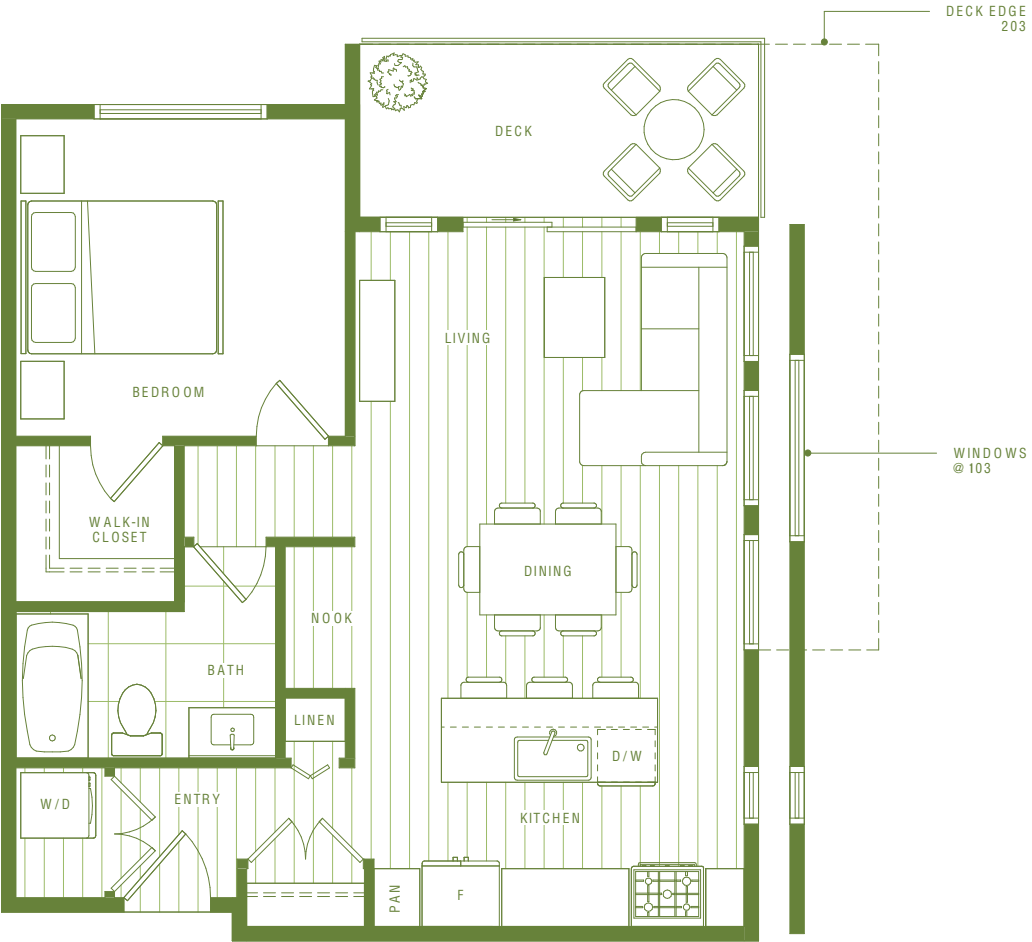 DECK EDGE
203
DECK
LIVING
BEDROOM
WINDOWS
@ 103
WALK-IN
CLOSET
DINING
NOOK
BATH
LINEN
D/W
ENTRY
W/D
KITCHEN
PAN
F